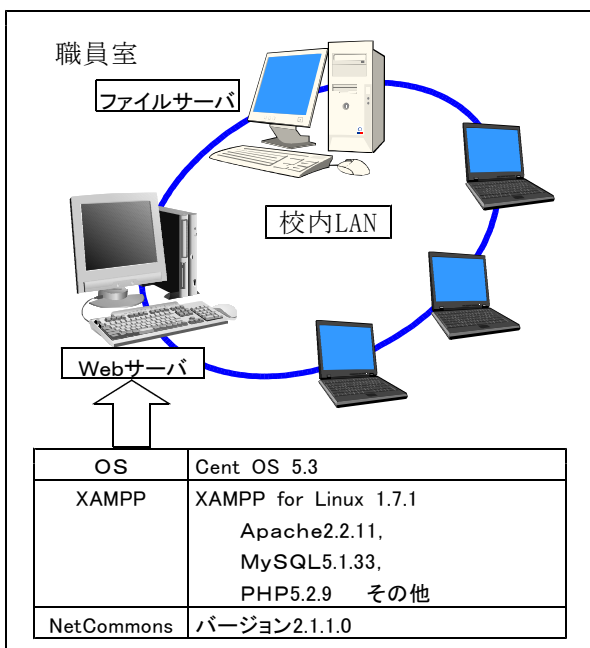 職員室
ファイルサーバ
校内LAN
Webサーバ
OS Cent OS 5.3
XAMPP XAMPP for Linux 1.7.1
Apache2.2.11,
MySQL5.1.33,
PHP5.2.9 その他
NetCommons バージョン2.1.1.0